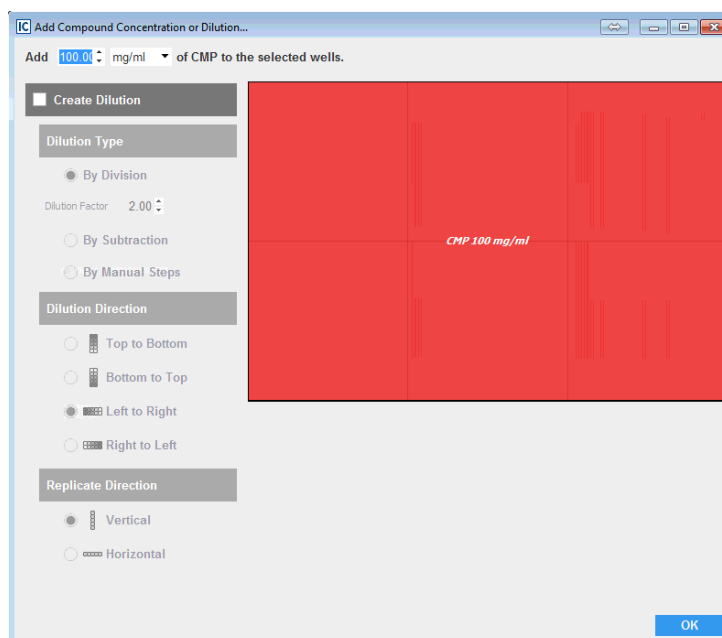 IC Add Compound Concentration or Dilution...
Add 100.00 mg/ml of CMP to the selected wells.
Create Dilution
Dilution Type
By Division
Dilution Factor 2.00
By Subtraction
By Manual Steps
Dilution Direction
Top to Bottom
Bottom to Top
Left to Right
Right to Left
Replicate Direction
Vertical
Horizontal
CMP 100 mg/ml
OK